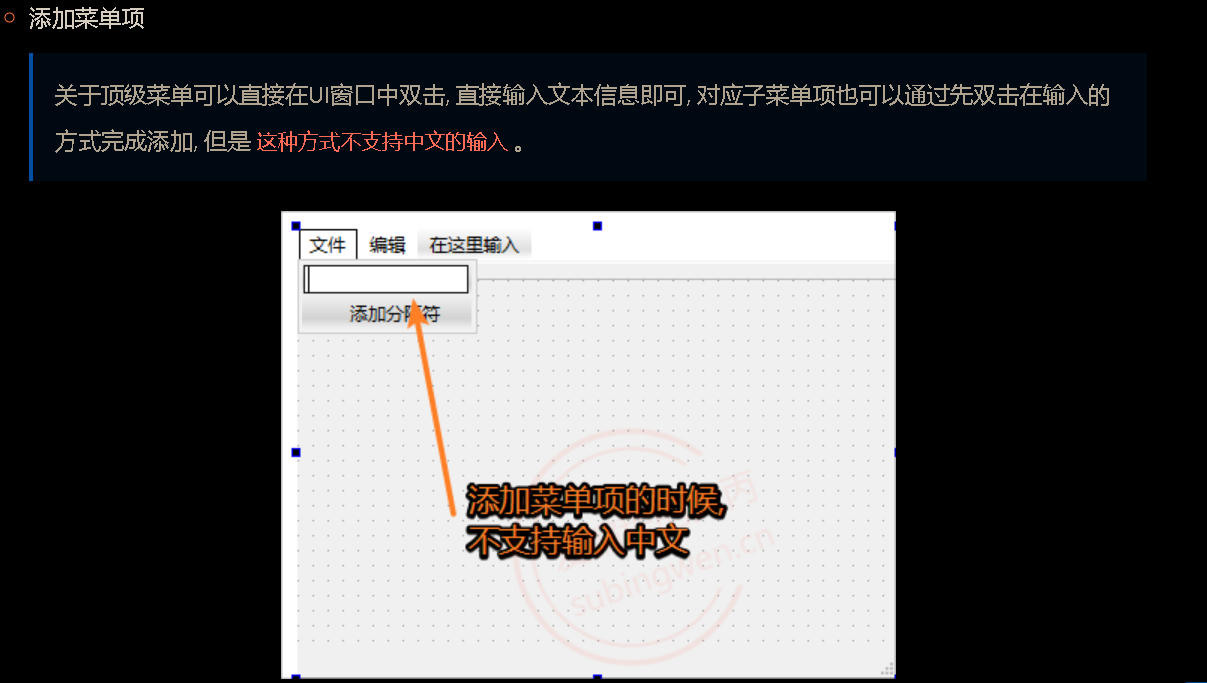 添加菜单项
关于顶级菜单可以直接在UI窗口中双击, 直接输入文本信息即可, 对应子菜单项也可以通过先双击在输入的
方式完成添加, 但是 这种方式不支持中文的输入 。
文件 编辑 在这里输入
添加分隔符
添加菜单项的时候,
不支持输入中文
丙
subingwen.cn